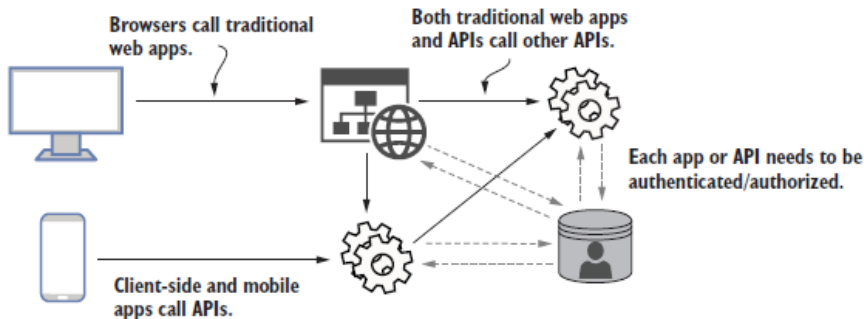 Browsers call traditional
web apps.
Both traditional web apps
and APIs call other APIs.
Each app or API needs to be
authenticated/authorized.
Client-side and mobile
apps call APIs.